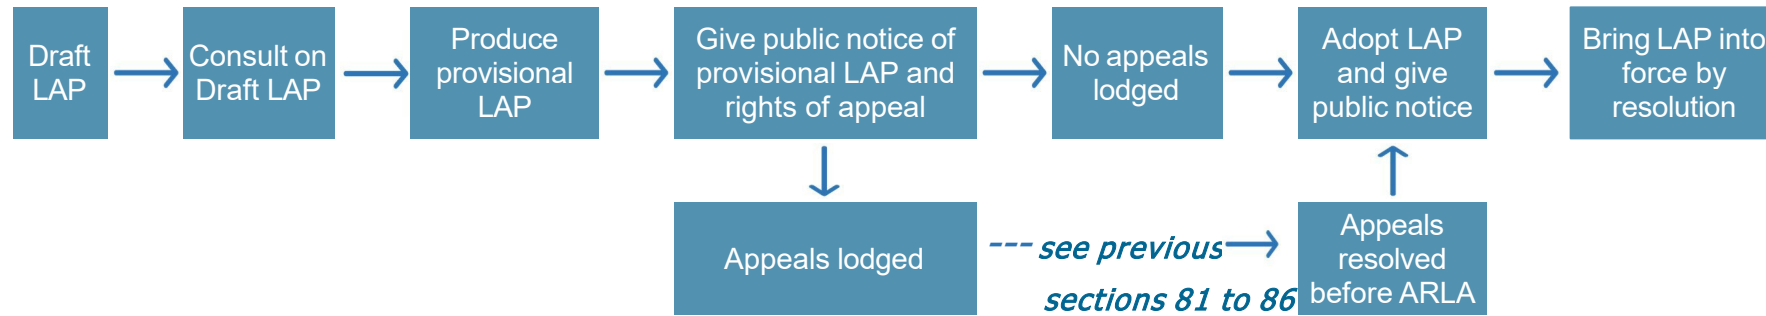 Draft
LAP
Consult on
Draft LAP
Produce
provisional
LAP
Give public notice of
provisional LAP and
rights of appeal
No appeals
lodged
Adopt LAP
and give
public notice
Bring LAP into
force by
resolution
Appeals lodged
see previous
sections 81 to 86
Appeals
resolved
before ARLA